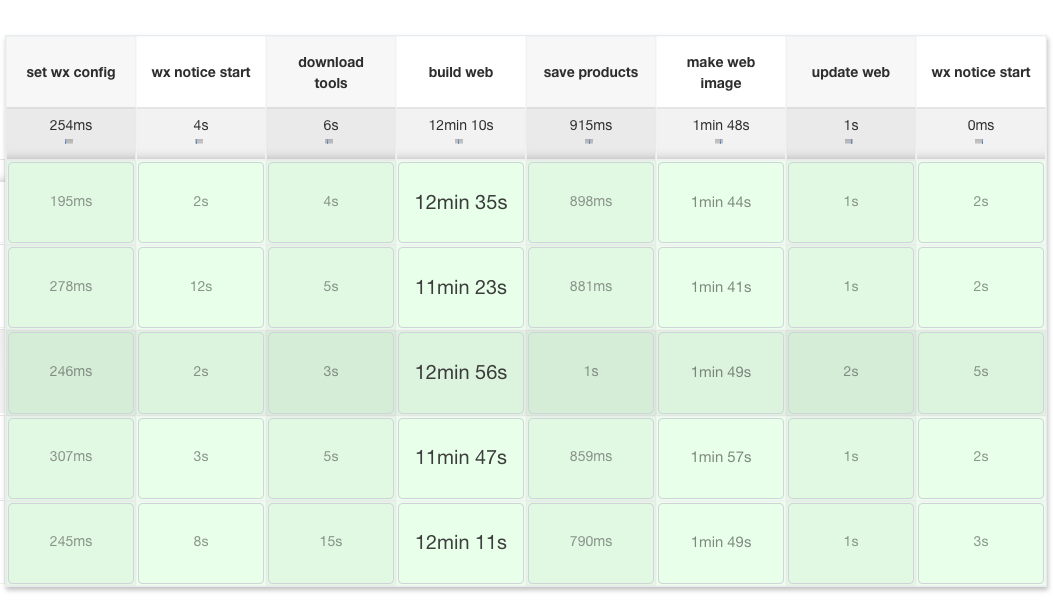 set wx config
wx notice start
download
tools
build web
save products
make web
image
update web
wx notice start
254ms
4s
6s
12min 10s
915ms
1min 48s
1s
0ms
195ms
2s
4s
12min 35s
898ms
1min 44s
1s
2s
278ms
12s
5s
11min 23s
881ms
1min 41s
1s
2s
246ms
2s
3s
12min 56s
1s
1min 49s
2s
5s
307ms
3s
5s
11min 47s
859ms
1min 57s
1s
2s
245ms
8s
15s
12min 11s
790ms
1min 49s
1s
3s